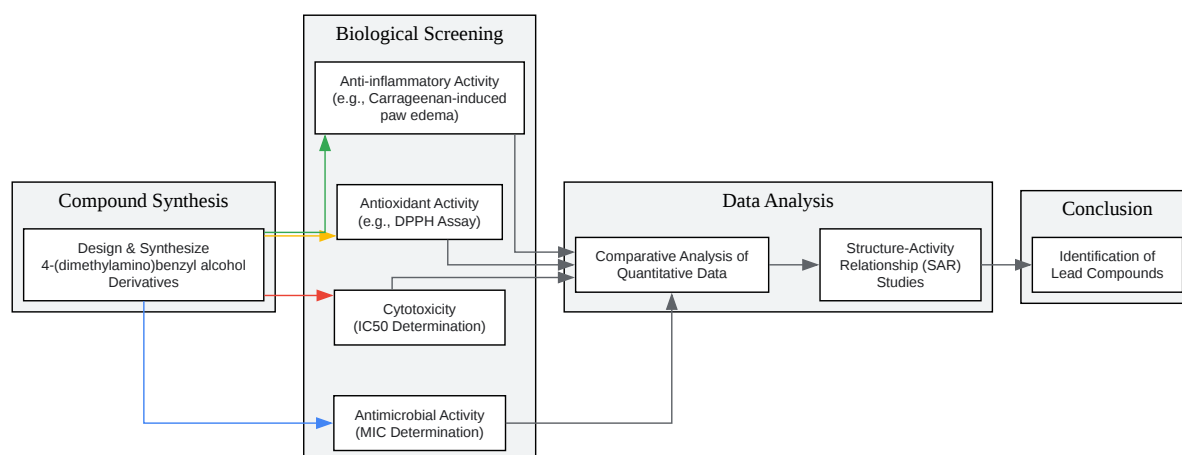 Compound Synthesis
Design & Synthesize
4-(dimethylamino)benzyl alcohol
Derivatives
Biological Screening
Anti-inflammatory Activity
(e.g., Carrageenan-induced
paw edema)
Antioxidant Activity
(e.g., DPPH Assay)
Cytotoxicity
(IC50 Determination)
Antimicrobial Activity
(MIC Determination)
Data Analysis
Comparative Analysis of
Quantitative Data
Structure-Activity
Relationship (SAR)
Studies
Conclusion
Identification of
Lead Compounds